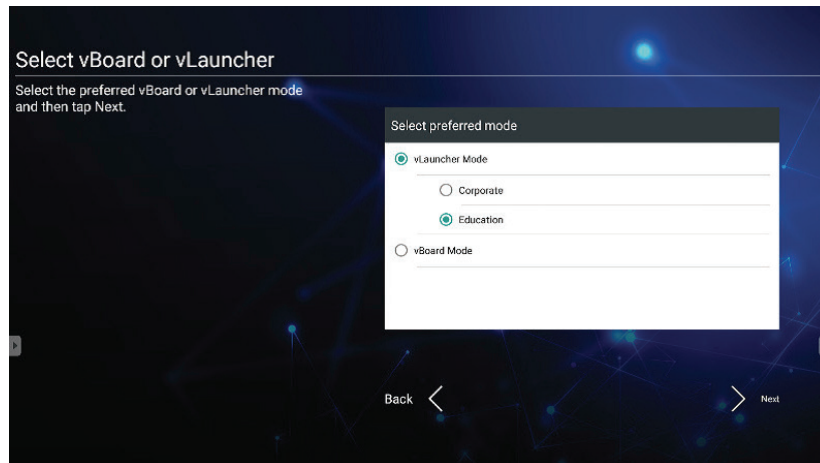 Select vBoard or vLauncher
Select the preferred vBoard or vLauncher mode
and then tap Next.
Select preferred mode
vLauncher Mode
Corporate
Education
vBoard Mode
Back
Next